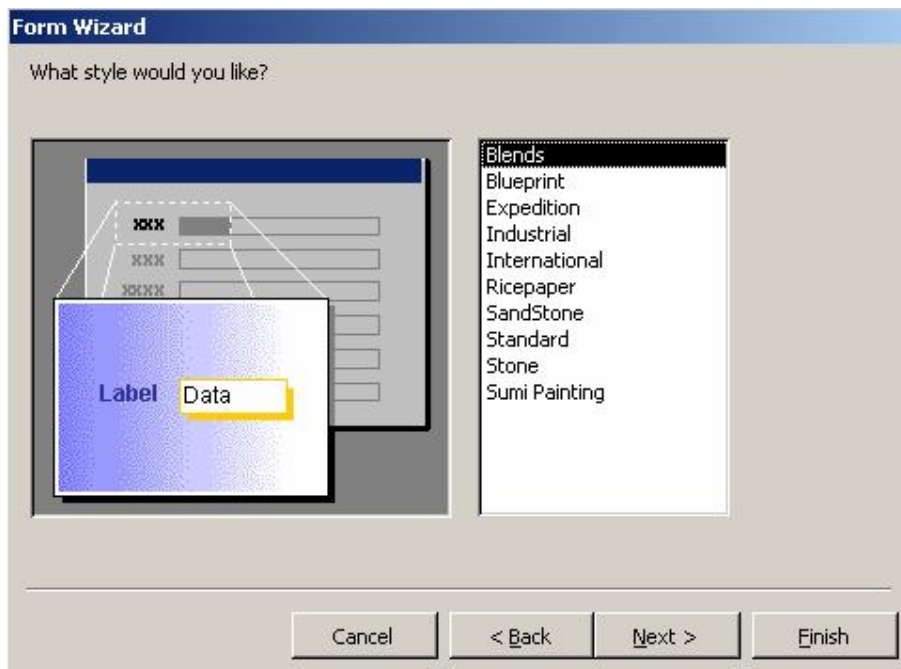 Form Wizard
What style would you like?
xxx
xxx
xxxx
Label Data
Blends
Blueprint
Expedition
Industrial
International
Ricepaper
SandStone
Standard
Stone
Sumi Painting
Cancel < Back Next > Finish